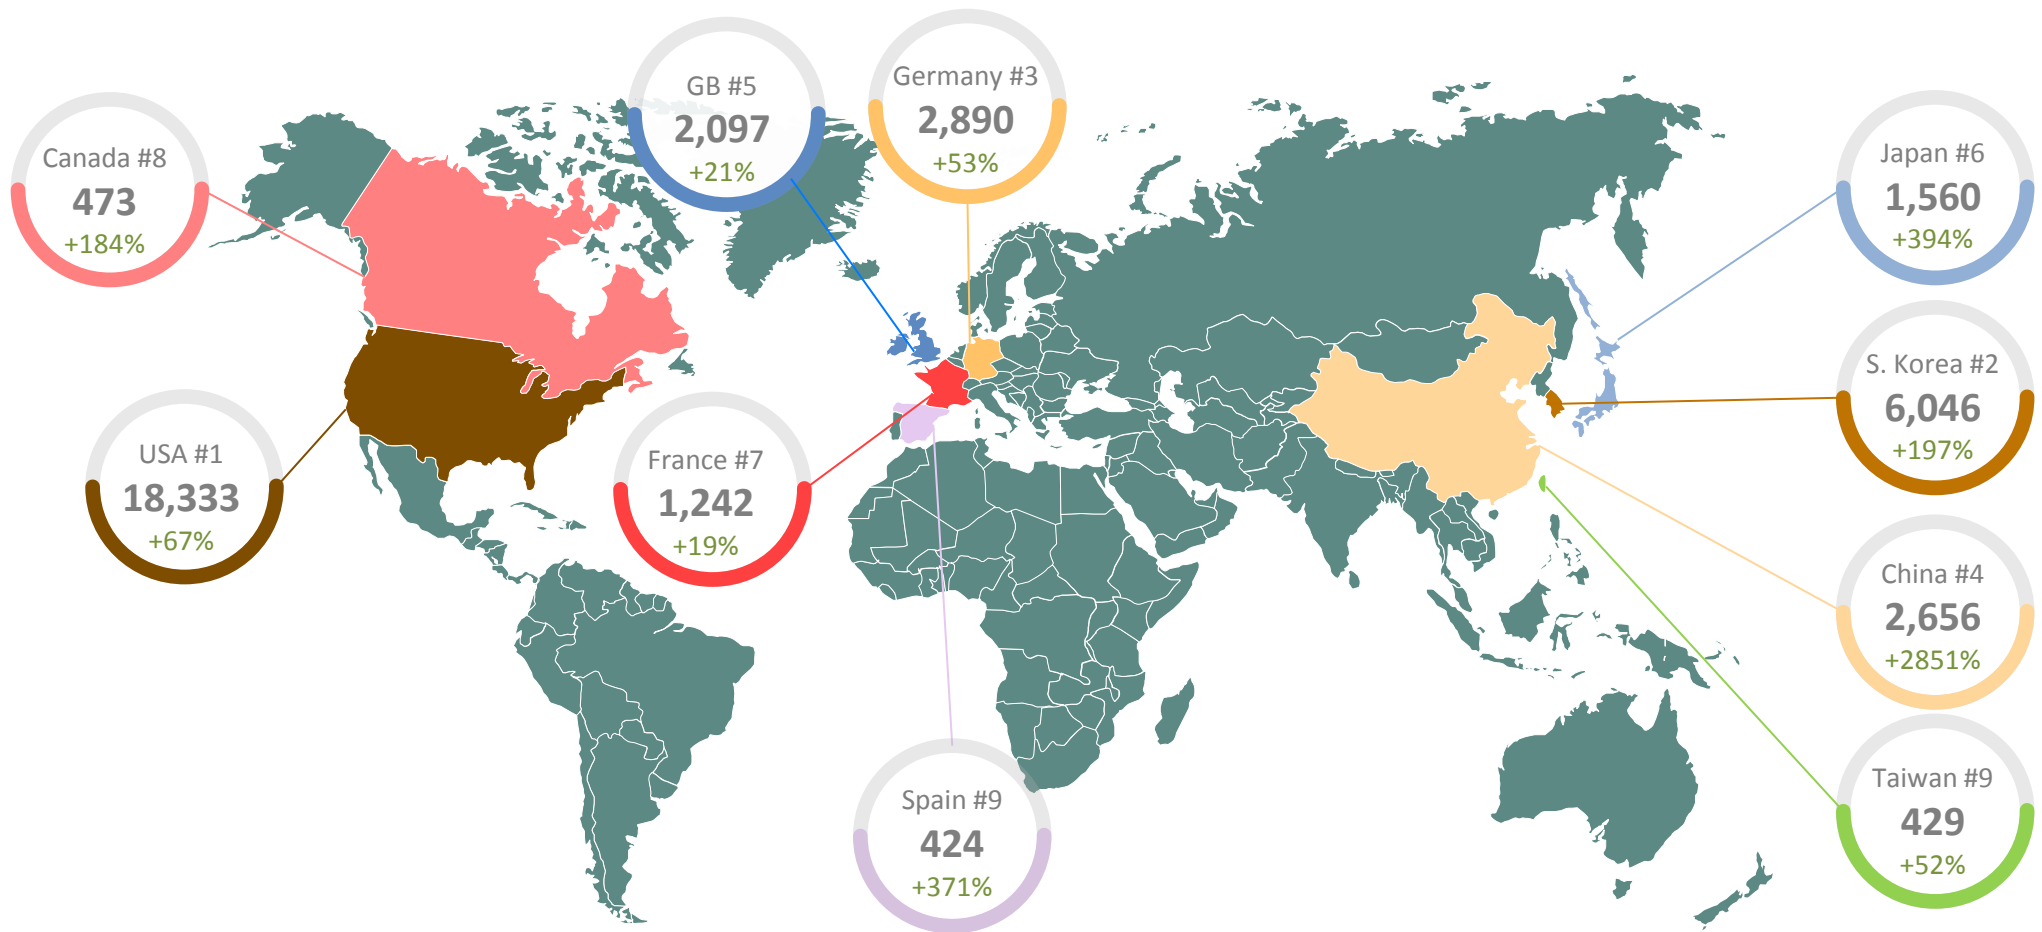 GB #5
2,097
+21%
Germany #3
2,890
+53%
Canada #8
473
+184%
Japan #6
1,560
+394%
S. Korea #2
6,046
+197%
USA #1
18,333
+67%
France #7
1,242
+19%
China #4
2,656
+2851%
Spain #9
424
+371%
Taiwan #9
429
+52%